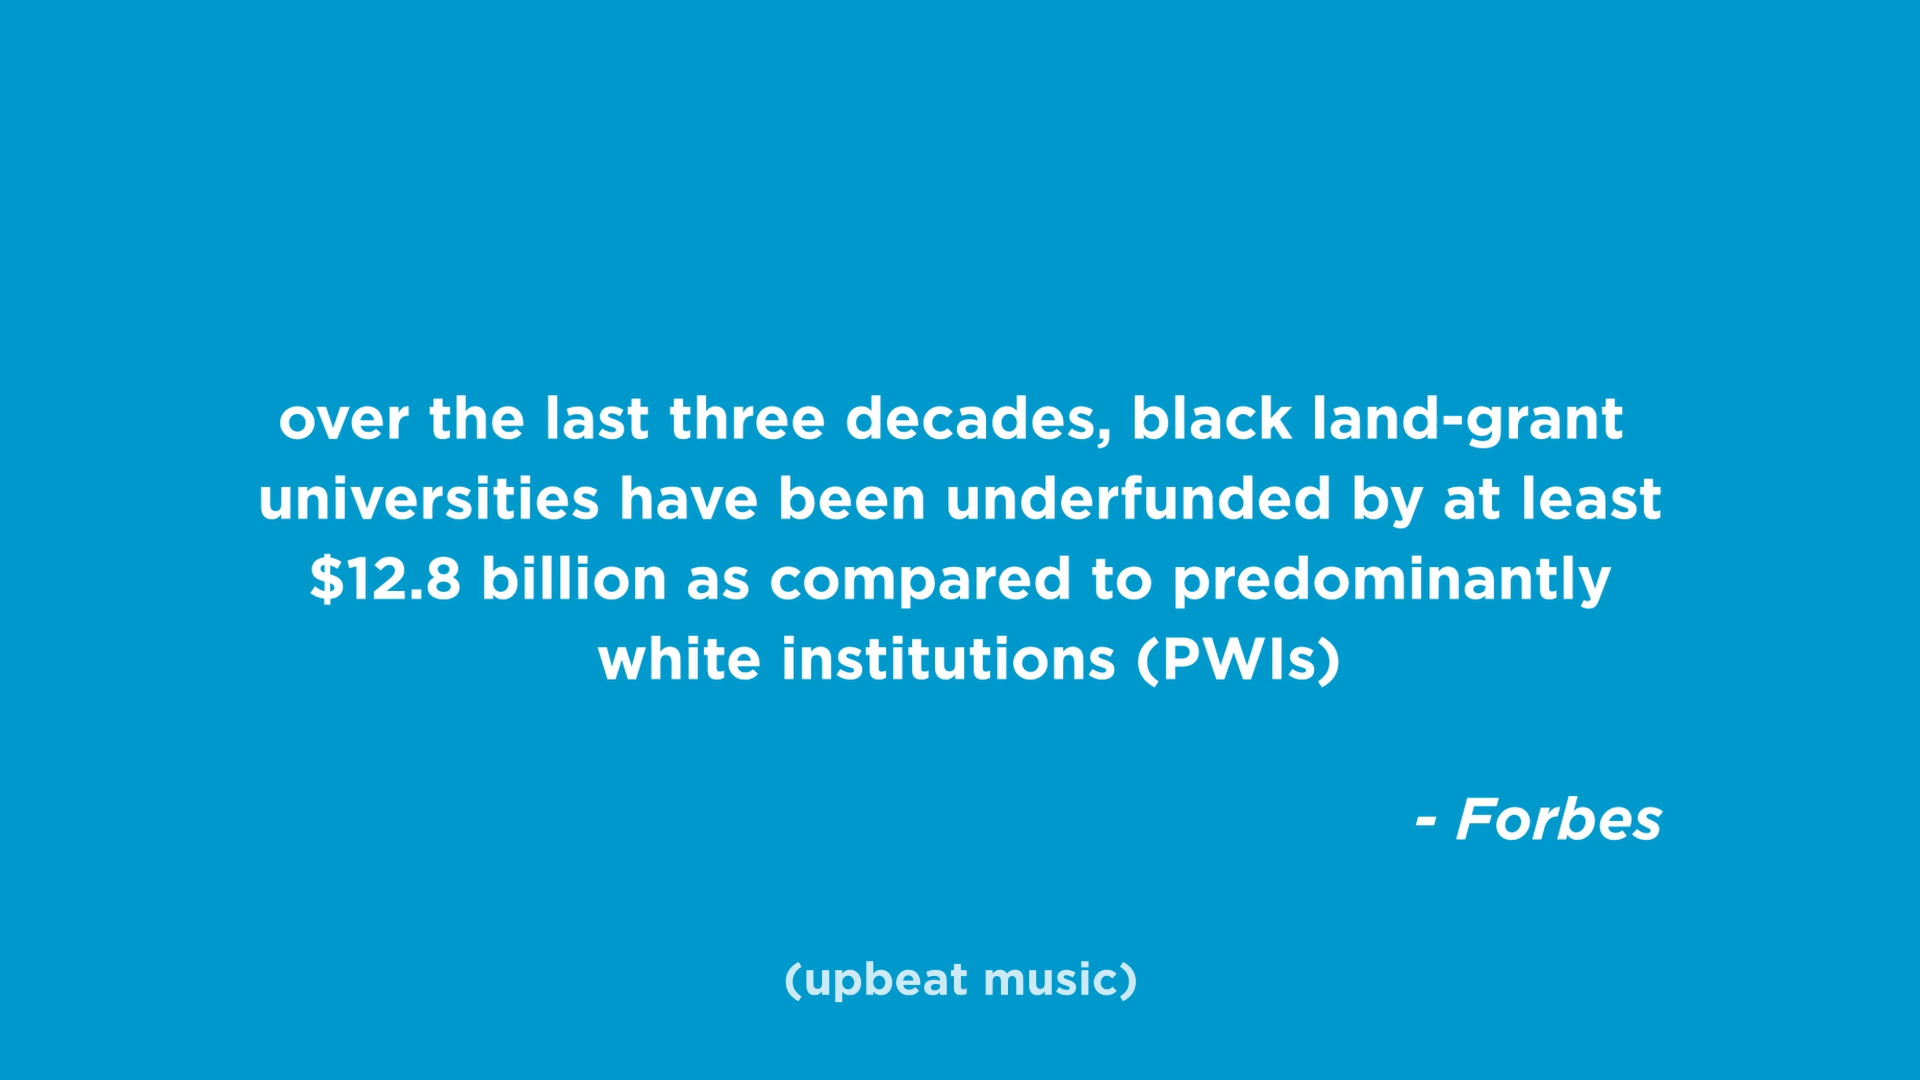 over the last three decades, black land-grant
universities have been underfunded by at least
$12.8 billion as compared to predominantly
white institutions (PWIs)
- Forbes
(upbeat music)